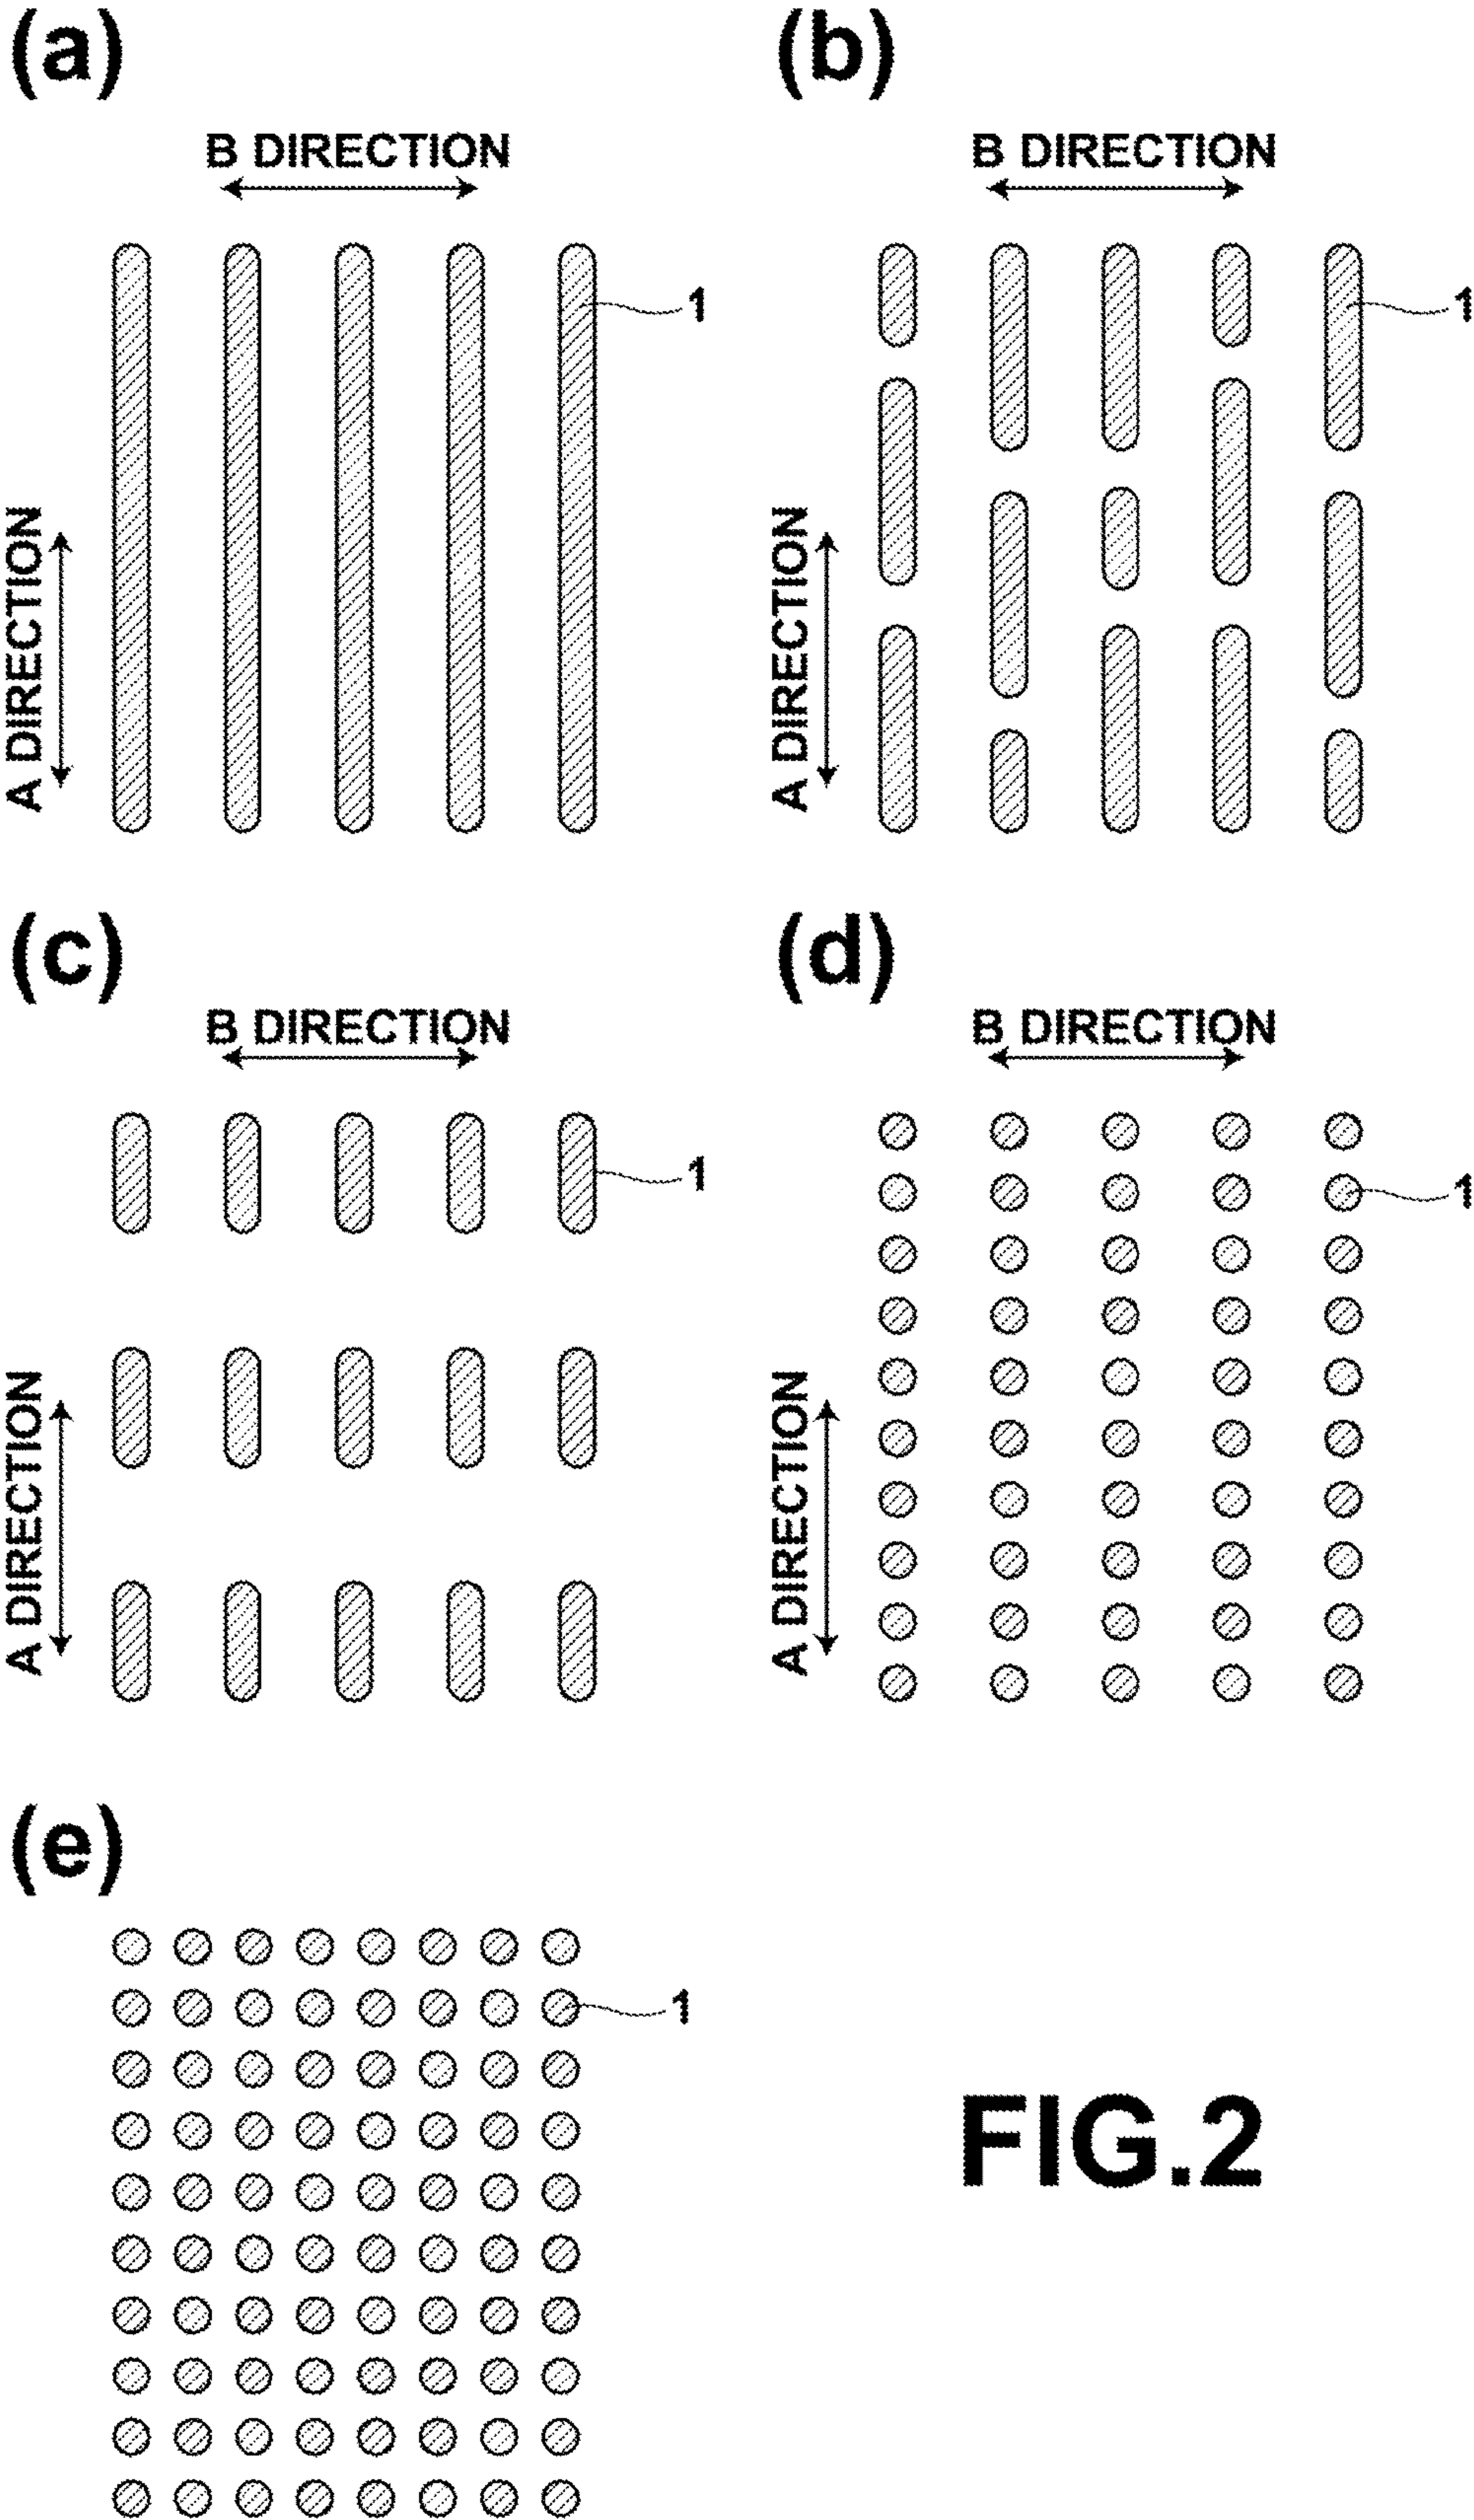 (a)
B DIRECTION
1
A DIRECTION
(b)
B DIRECTION
1
A DIRECTION
(c)
B DIRECTION
1
A DIRECTION
(d)
B DIRECTION
1
A DIRECTION
(e)
1
FIG.2